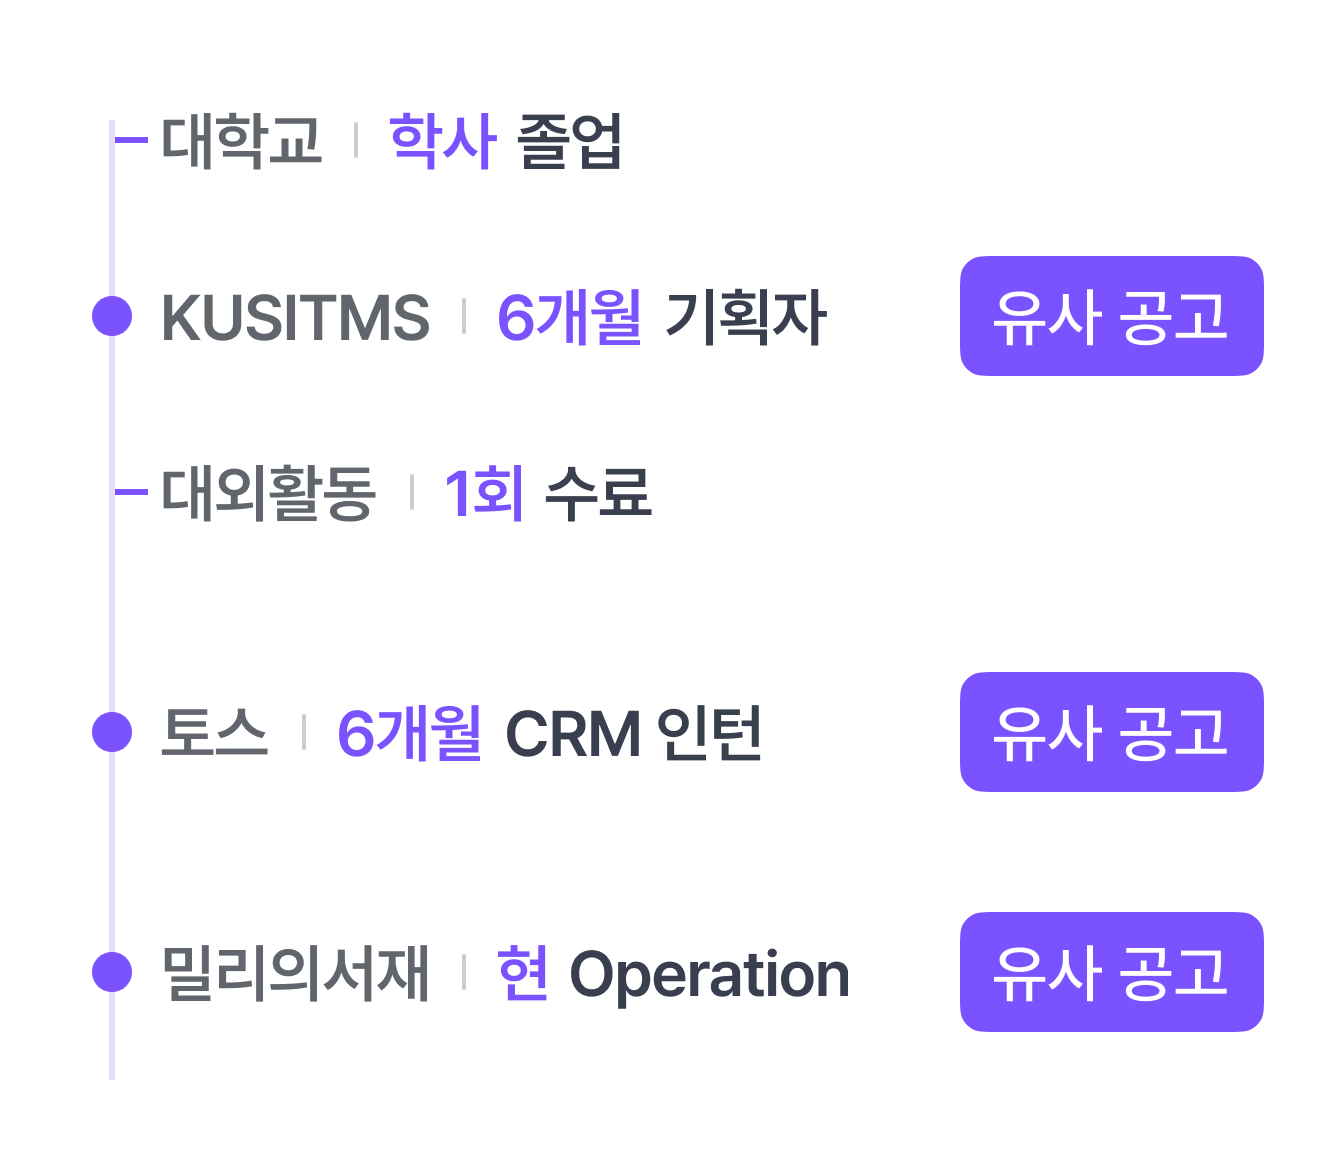 대학교 | 학사 졸업
KUSITMS | 6개월 기획자 유사 공고
대외활동 | 1회 수료
토스 | 6개월 CRM 인턴 유사 공고
밀리의서재 | 현 Operation 유사 공고